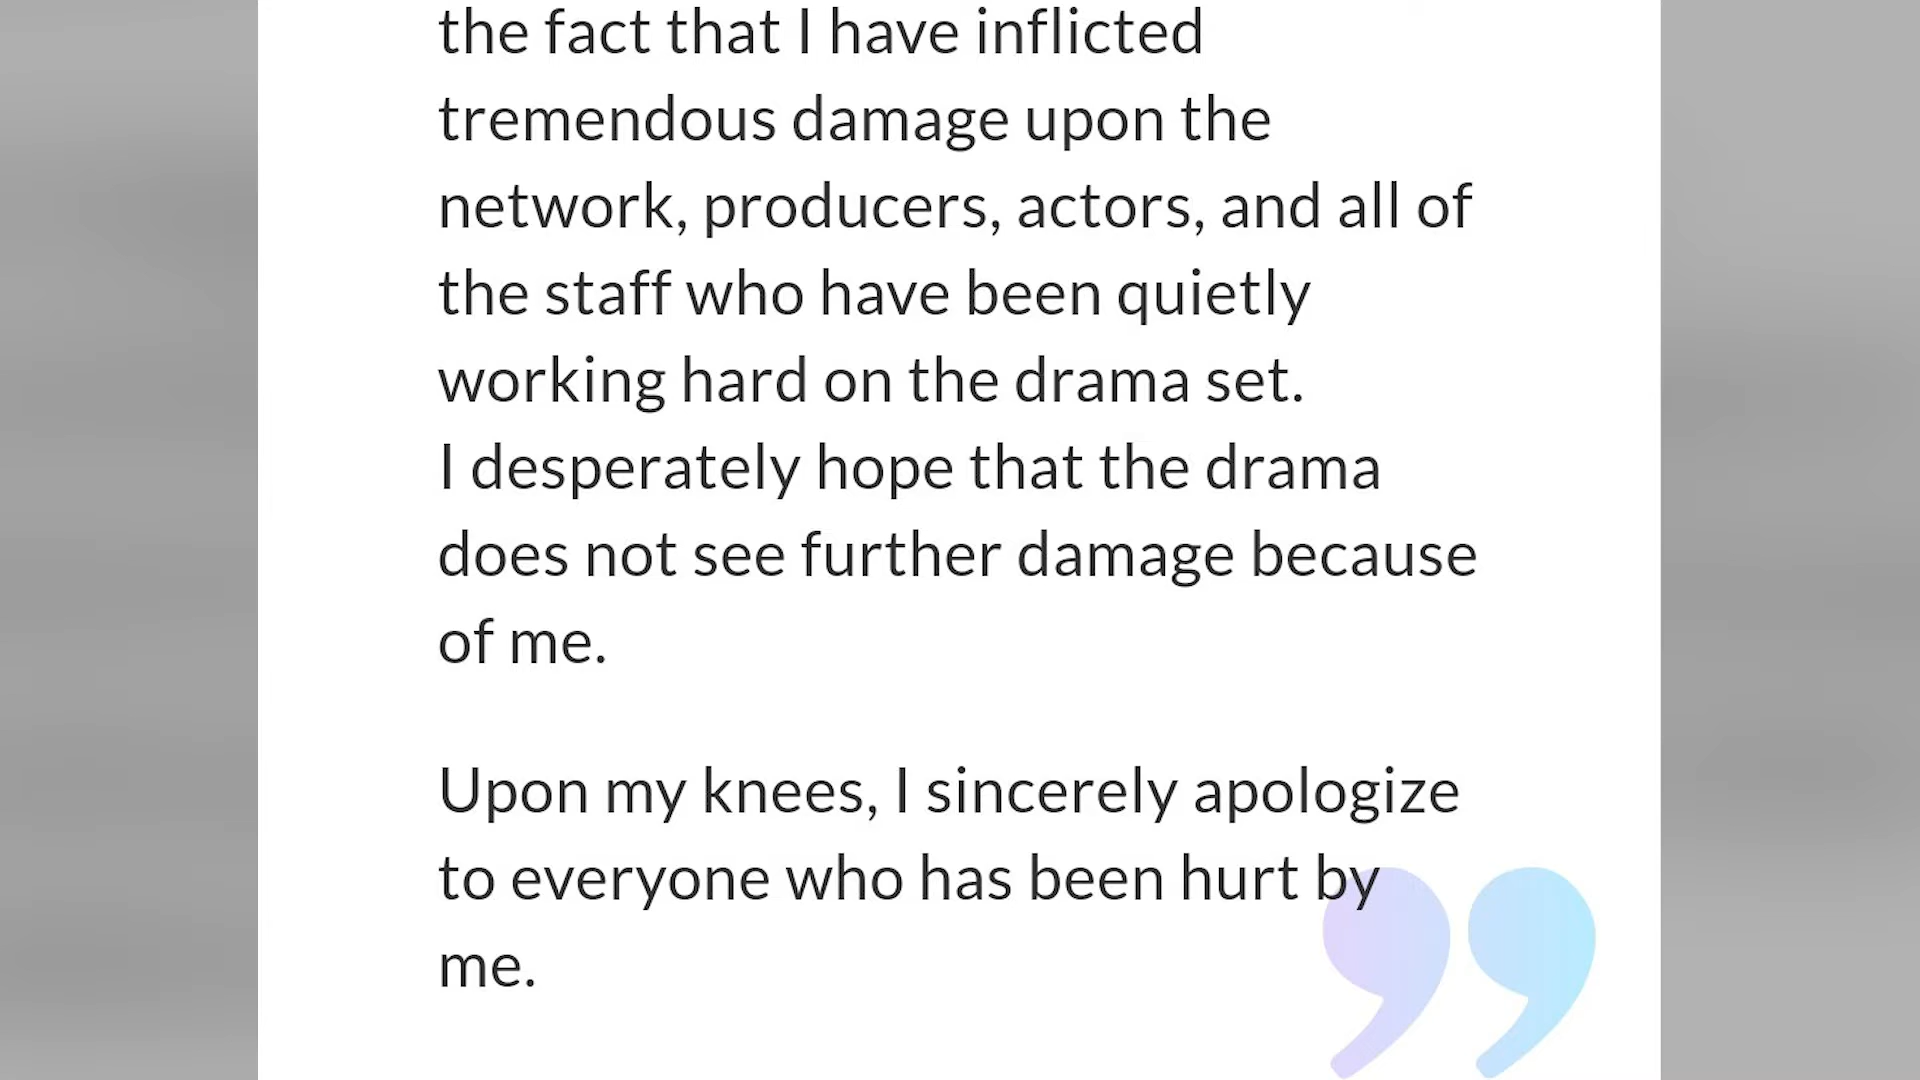 the fact that I have inflicted
tremendous damage upon the
network, producers, actors, and all of
the staff who have been quietly
working hard on the drama set.
I desperately hope that the drama
does not see further damage because
of me.
Upon my knees, I sincerely apologize
to everyone who has been hurt by
me.